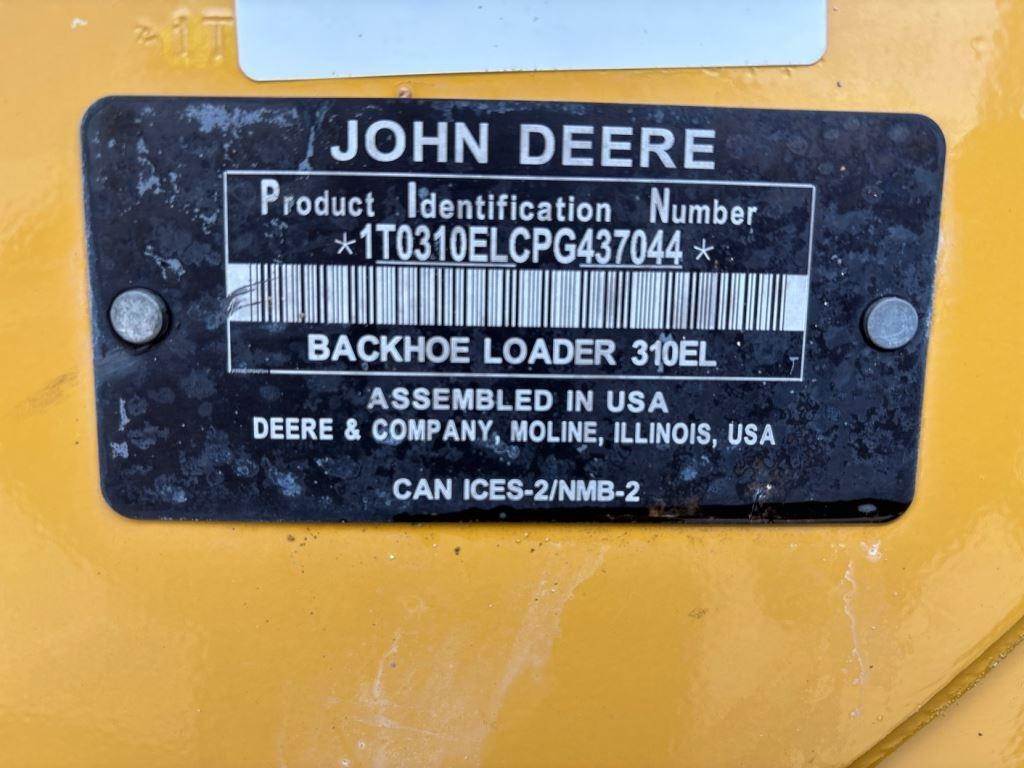 1T
JOHN DEERE
Product Identification Number
*1T0310ELCPG437044*
BACKHOE LOADER 310EL
ASSEMBLED IN USA
DEERE & COMPANY, MOLINE, ILLINOIS, USA
CAN ICES-2/NMB-2